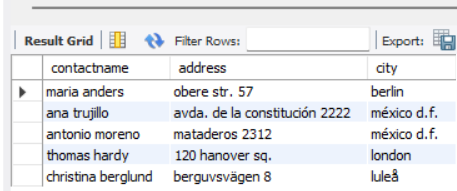 Result Grid Filter Rows: Export:
contactname address city
maria anders obere str. 57 berlin
ana trujillo avda. de la constitución 2222 méxico d.f.
antonio moreno mataderos 2312 méxico d.f.
thomas hardy 120 hanover sq. london
christina berglund berguvsvägen 8 luleå